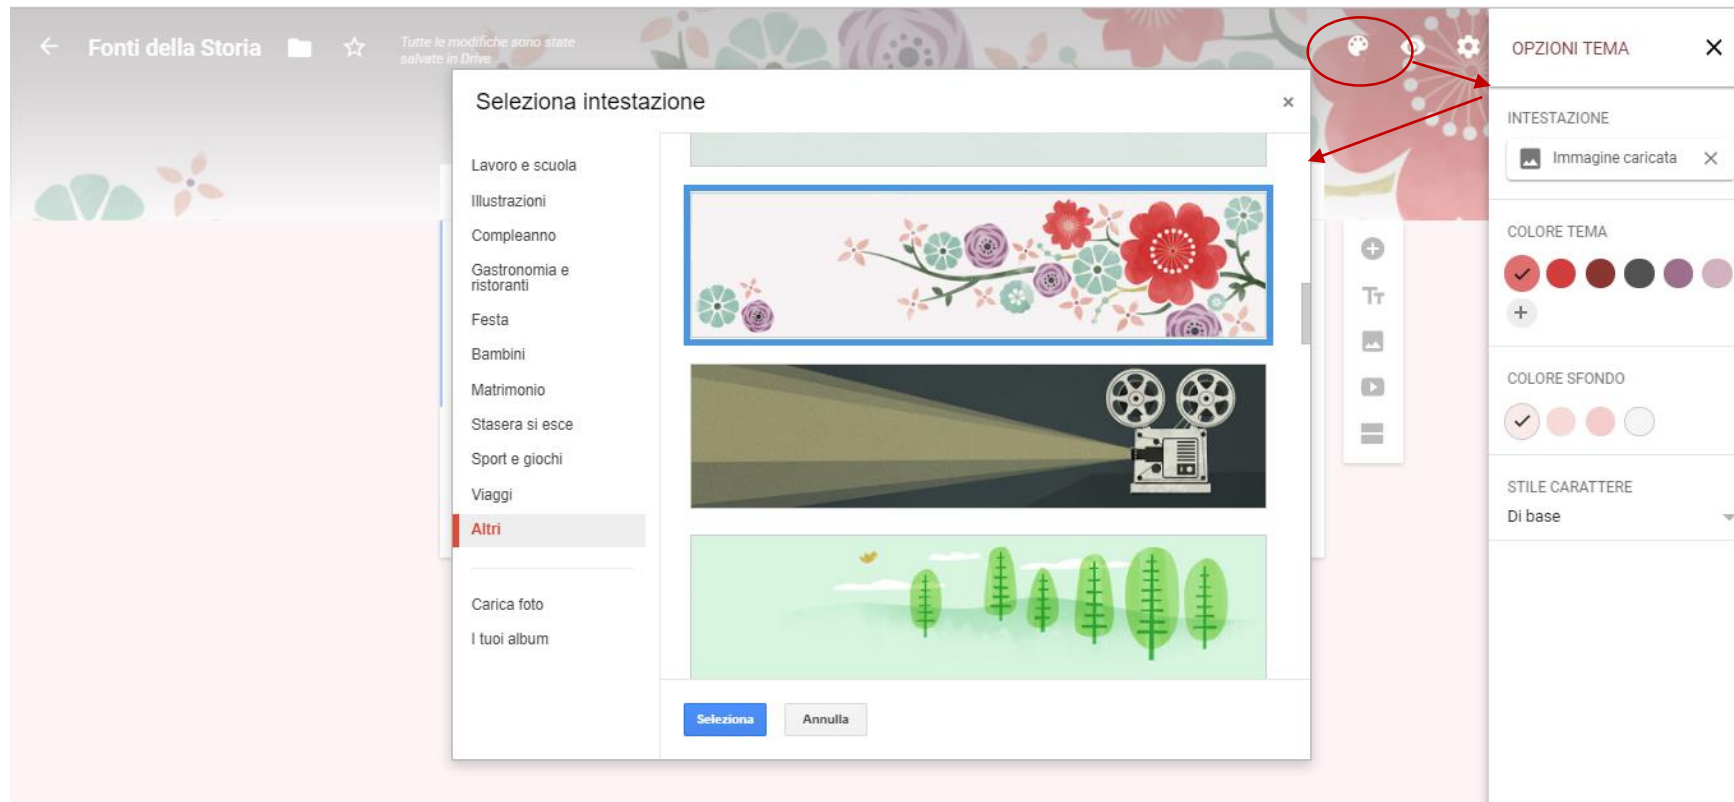 Fonti della Storia
Tutte le modifiche sono state
salvate in Drive
OPZIONI TEMA
Seleziona intestazione
Lavoro e scuola
Illustrazioni
Compleanno
Gastronomia e
ristoranti
Festa
Bambini
Matrimonio
Stasera si esce
Sport e giochi
Viaggi
Altri
Carica foto
I tuoi album
Seleziona
Annulla
INTESTAZIONE
Immagine caricata
COLORE TEMA
COLORE SFONDO
STILE CARATTERE
Di base
Tт